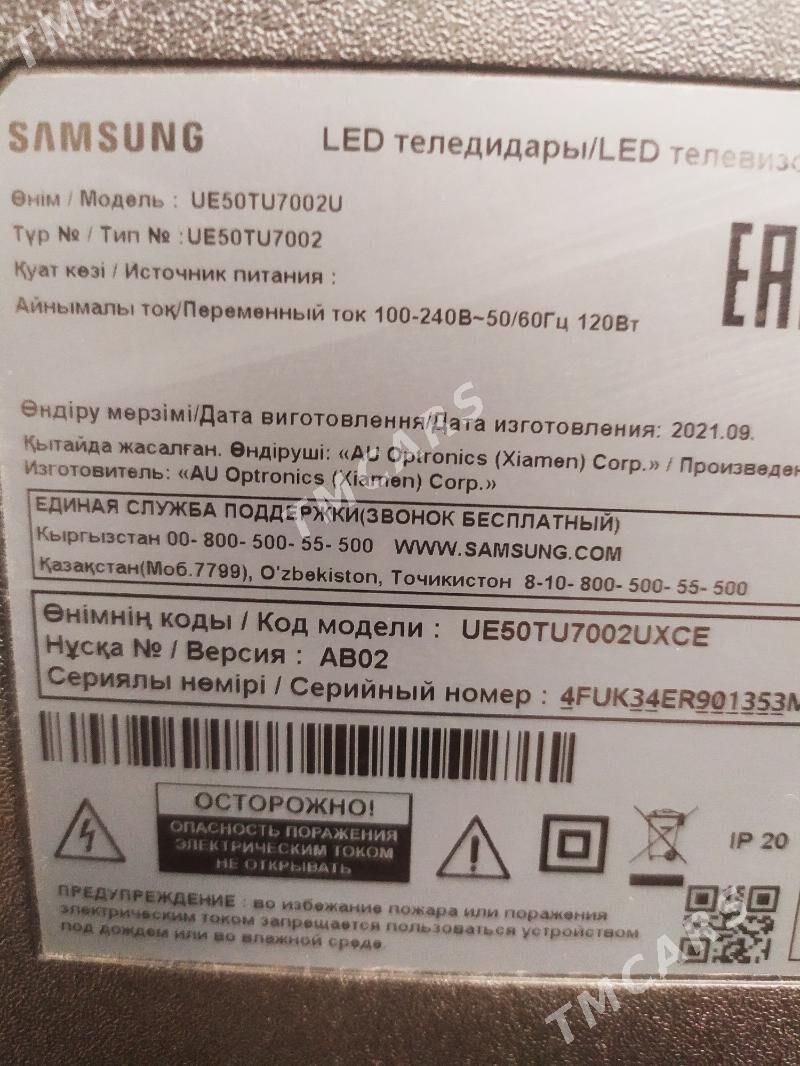 SAMSUNG
LED теледидары/LED телевизо
Өнім / Модель : UE50TU7002U
Түр № / Тип № :UE50TU7002
Қуат көзі / Источник питания :
Айнымалы тоқ/Переменный ток 100-240В~50/60Гц 120Вт
EAC
Өндіру мерзімі/Дата виготовлення/Дата изготовления: 2021.09.
Қытайда жасалған. Өндіруші: «AU Optronics (Xiamen) Corp.» / Произведен
Изготовитель: «AU Optronics (Xiamen) Corp.»
ЕДИНАЯ СЛУЖБА ПОДДЕРЖКИ(ЗВОНОК БЕСПЛАТНЫЙ)
Кыргызстан 00- 800- 500- 55- 500 WWW.SAMSUNG.COM
Қазақстан(Моб.7799), O'zbekiston, Точикистон 8-10- 800- 500- 55- 500
Өнімнің коды / Код модели : UE50TU7002UXCE
Нұсқа № / Версия : AB02
Сериялы нөмірі / Серийный номер : 4FUK34ER901353M
ОСТОРОЖНО!
ОПАСНОСТЬ ПОРАЖЕНИЯ
ЭЛЕКТРИЧЕСКИМ ТОКОМ
НЕ ОТКРЫВАТЬ
IP 20
ПРЕДУПРЕЖДЕНИЕ : во избежание пожара или поражения
электрическим током запрещается пользоваться устройством
под дождем или во влажной среде.
TMCARS
TMCARS
TMCARS